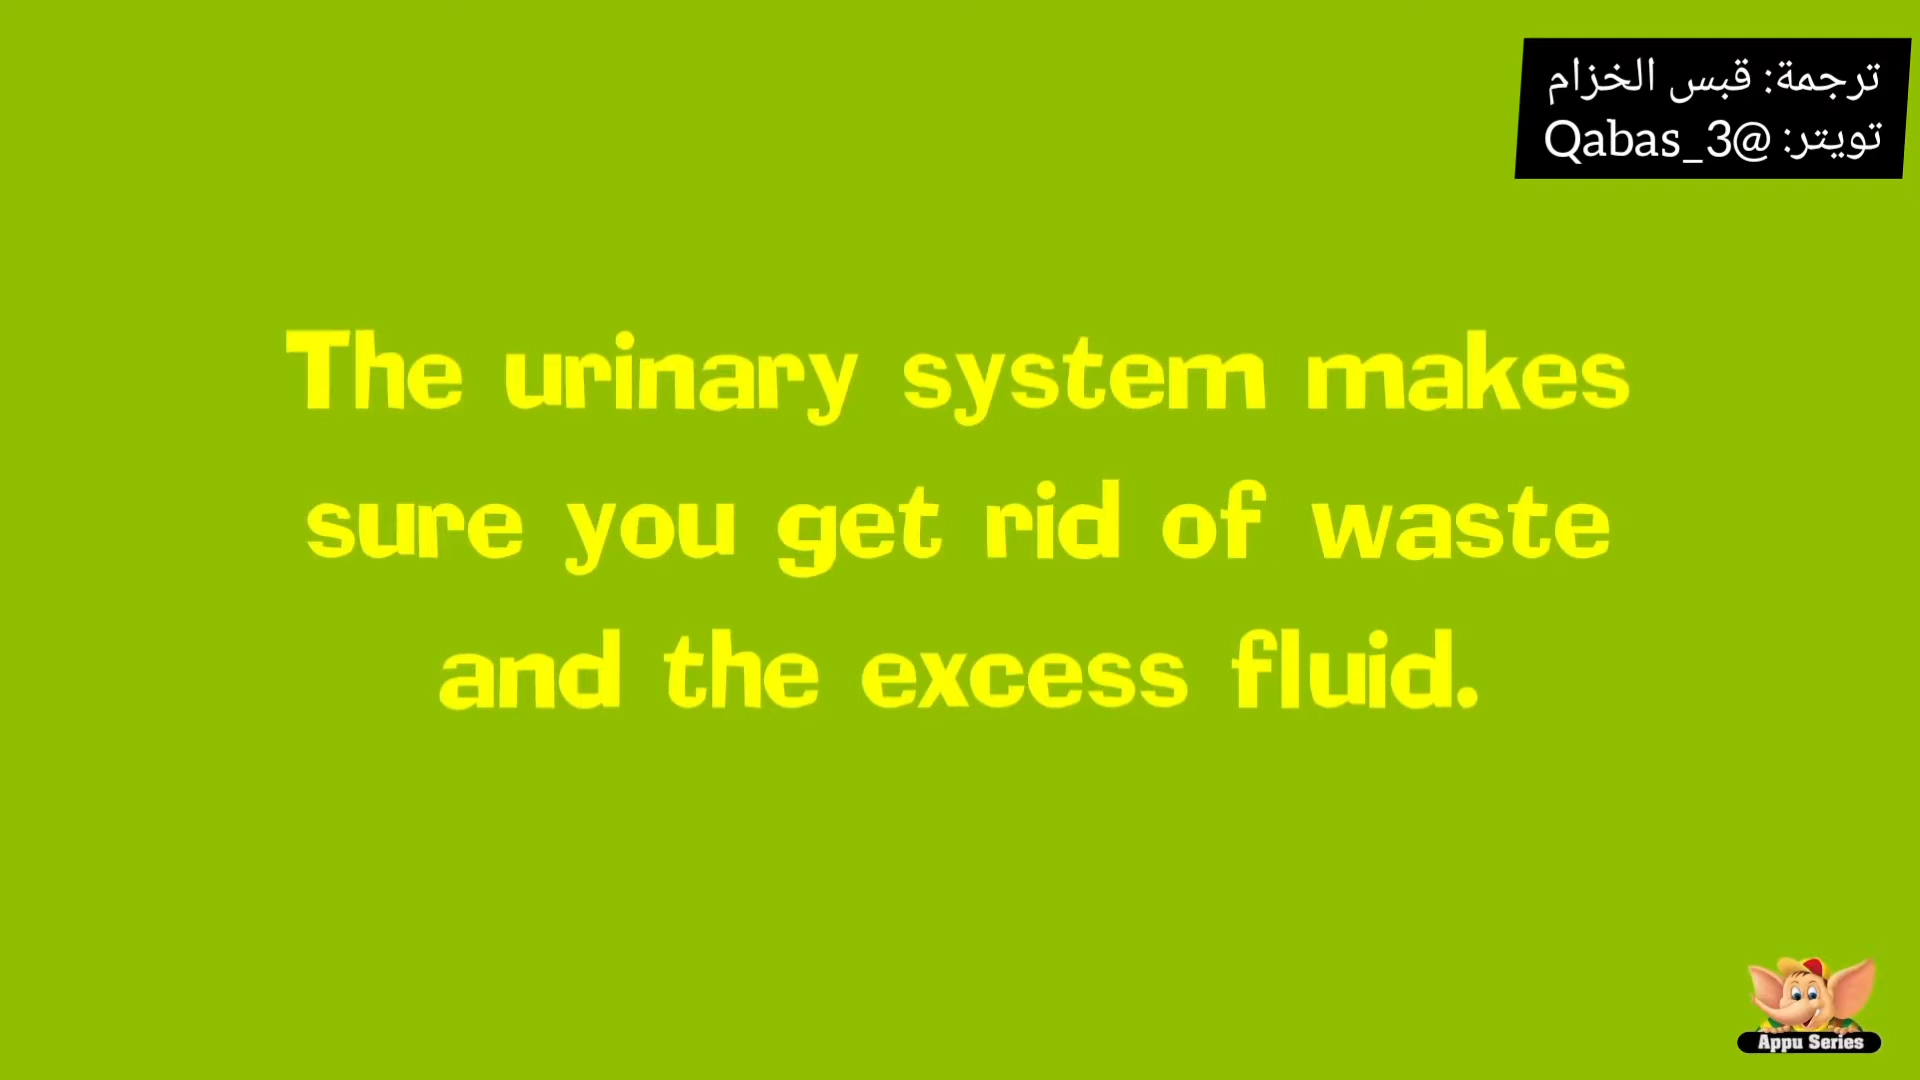 ترجمة: قبس الخزام
تويتر: @Qabas_3
The urinary system makes
sure you get rid of waste
and the excess fluid.
Appu Series